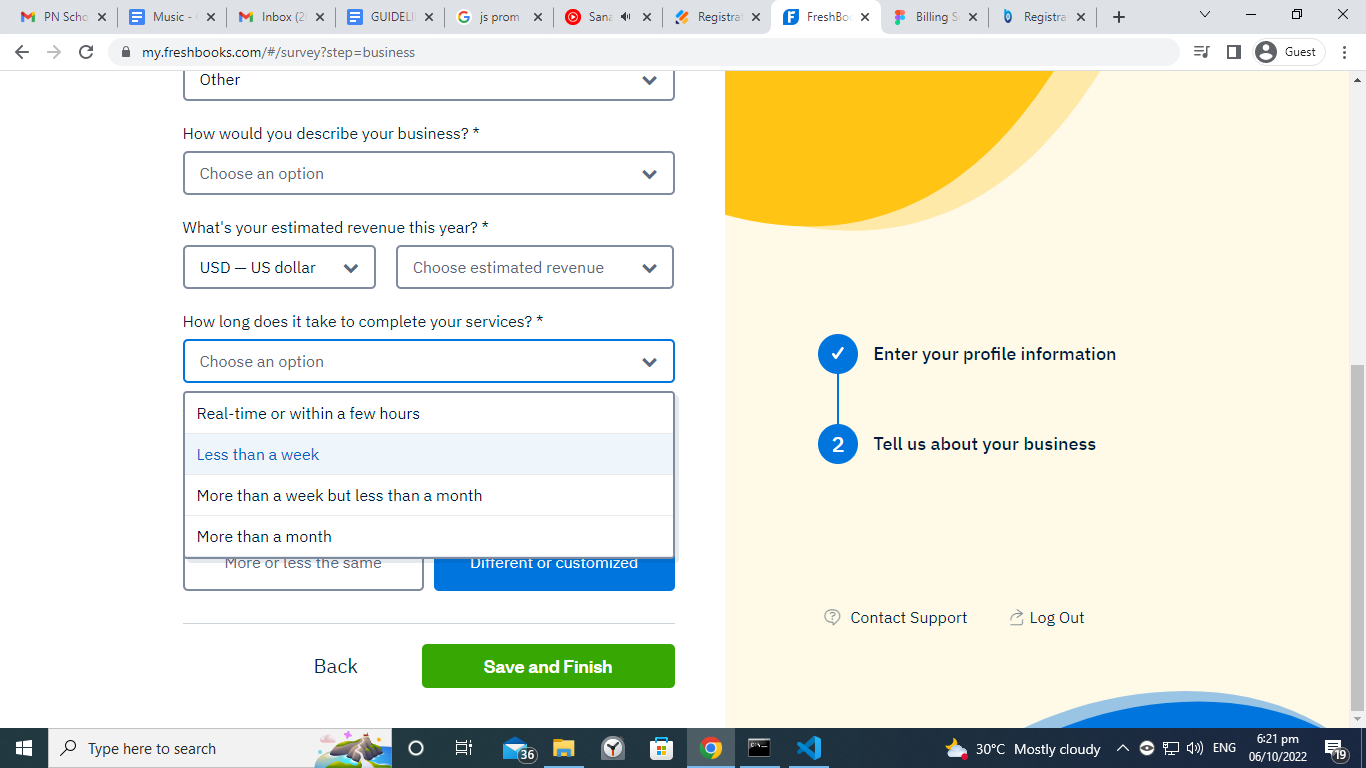 PN Scho
Music -
Inbox (2
GUIDELI
js prom
Sana
Registra
FreshBoo
Billing S
Registra
my.freshbooks.com/#/survey?step=business
Guest
Other
How would you describe your business? *
Choose an option
What's your estimated revenue this year? *
USD — US dollar
Choose estimated revenue
How long does it take to complete your services? *
Choose an option
Real-time or within a few hours
Less than a week
More than a week but less than a month
More than a month
More or less the same
Different or customized
Back
Save and Finish
Enter your profile information
2
Tell us about your business
Contact Support
Log Out
Type here to search
36
30°C Mostly cloudy
ENG
6:21 pm
06/10/2022
19